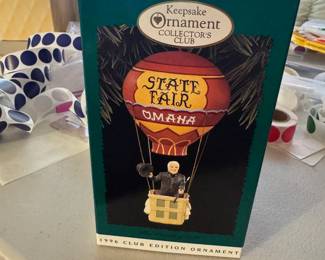 Keepsake
Ornament
COLLECTOR'S
CLUB
STATE
FAIR
OMAHA
1996 CLUB EDITION ORNAMENT